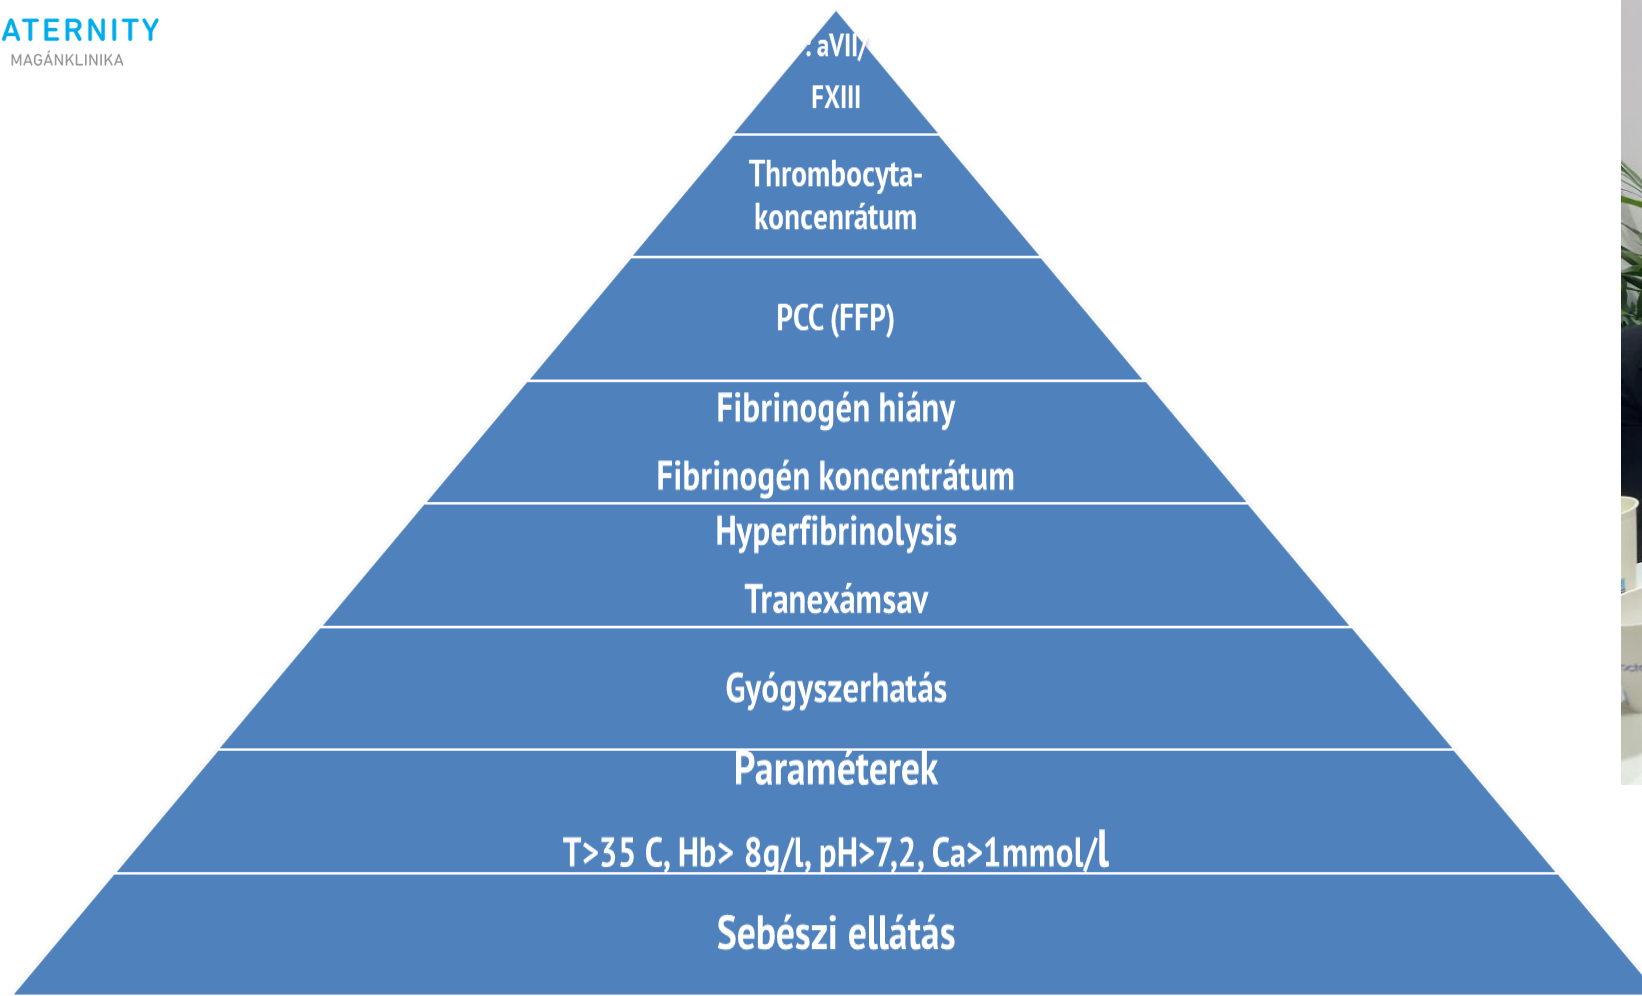 ATERNITY
MAGÁNKLINIKA
: aVII/
FXIII
Thrombocyta-
koncenrátum
PCC (FFP)
Fibrinogén hiány
Fibrinogén koncentrátum
Hyperfibrinolysis
Tranexámsav
Gyógyszerhatás
Paraméterek
T>35 C, Hb> 8g/l, pH>7,2, Ca>1mmol/l
Sebészi ellátás